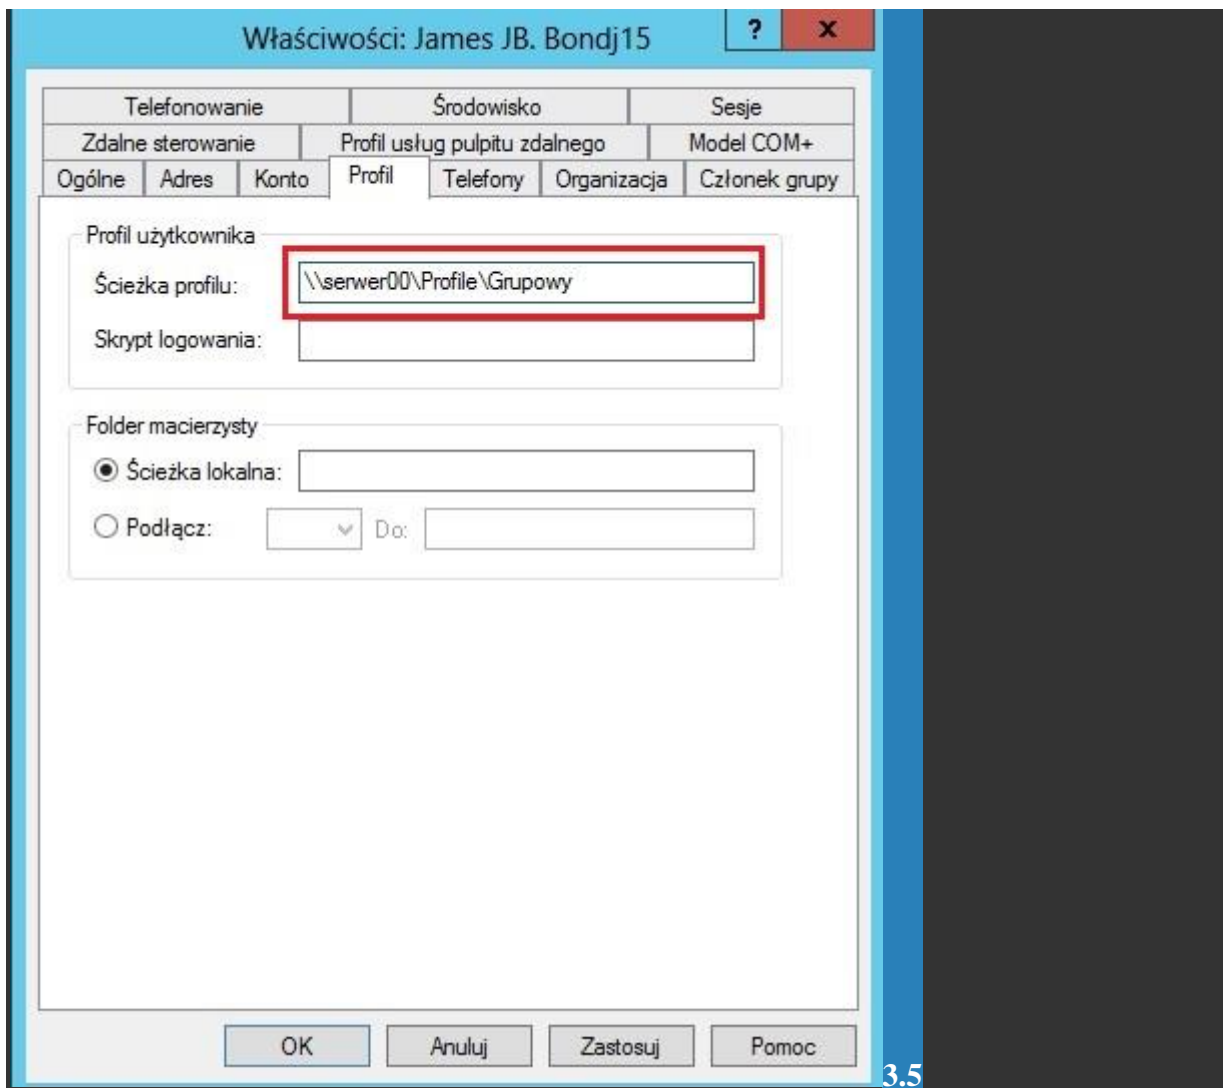 Właściwości: James JB. Bondj15 ? x
Telefonowanie Środowisko Sesje
Zdalne sterowanie Profil usług pulpitu zdalnego Model COM+
Ogólne Adres Konto Profil Telefony Organizacja Członek grupy
Profil użytkownika
Ścieżka profilu: \\serwer00\Profile\Grupowy
Skrypt logowania:
Folder macierzysty
Ścieżka lokalna:
Podłącz: Do:
OK Anuluj Zastosuj Pomoc
3.5